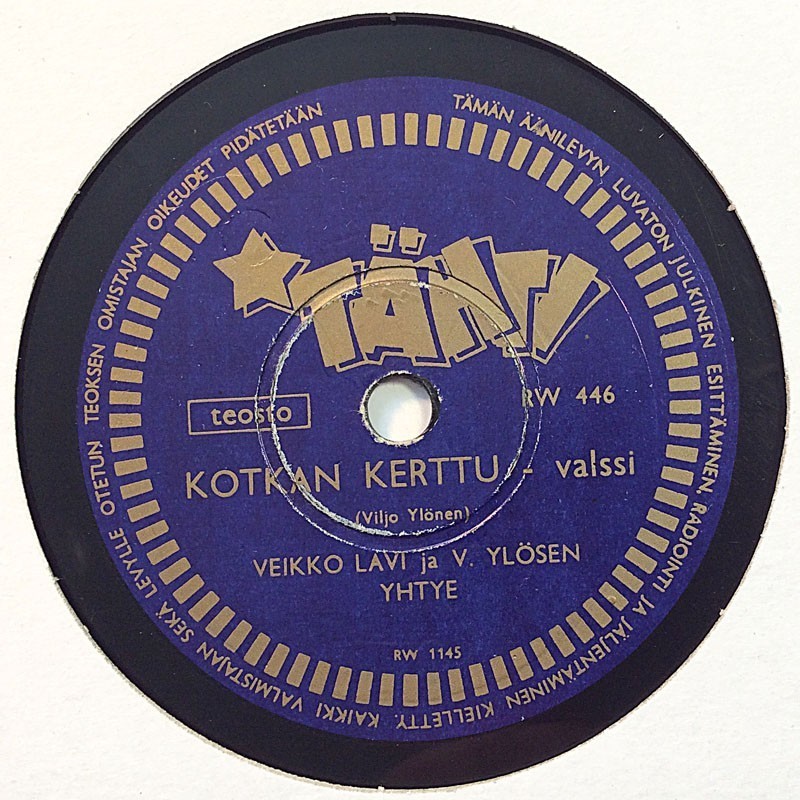 TÄMÄN ÄÄNILEVYN LUVATON JULKINEN ESITTÄMINEN, RADIOINTI JA JÄLJENTÄMINEN KIELLETTY. KAIKKI VALMISTAJAN SEKÄ LEVYLLE OTETUN TEOKSEN OMISTAJAN OIKEUDET PIDÄTETÄÄN
TÄHTI
teosto
RW 446
KOTKAN KERTTU - valssi
(Viljo Ylönen)
VEIKKO LAVI ja V. YLÖSEN
YHTYE
RW 1145